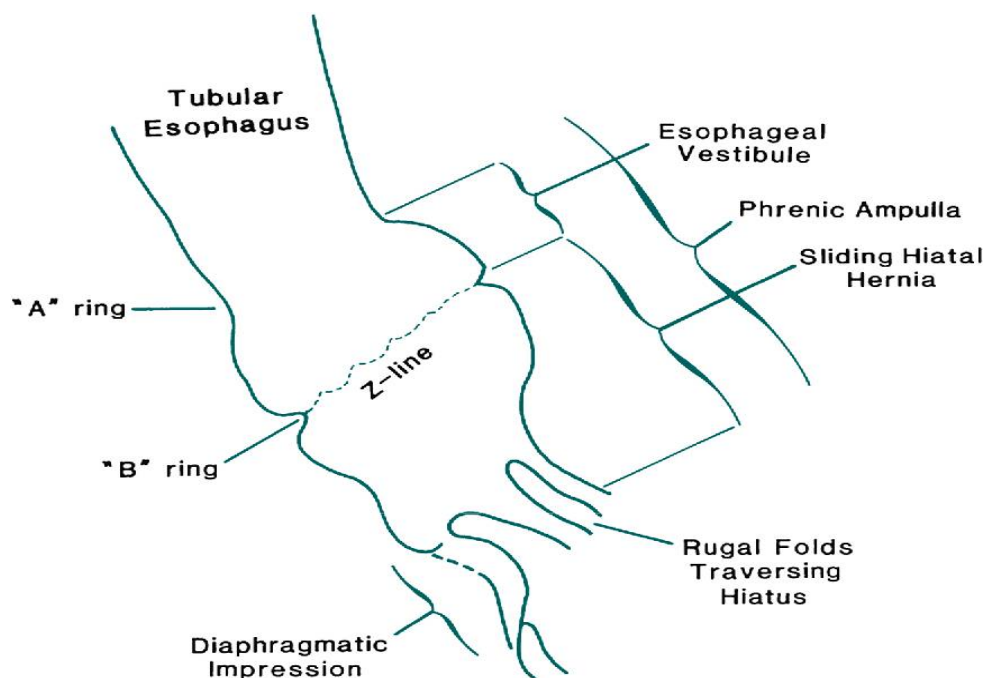 Tubular
Esophagus
Esophageal
Vestibule
Phrenic Ampulla
Sliding Hiatal
Hernia
"A" ring
Z-line
"B" ring
Rugal Folds
Traversing
Hiatus
Diaphragmatic
Impression